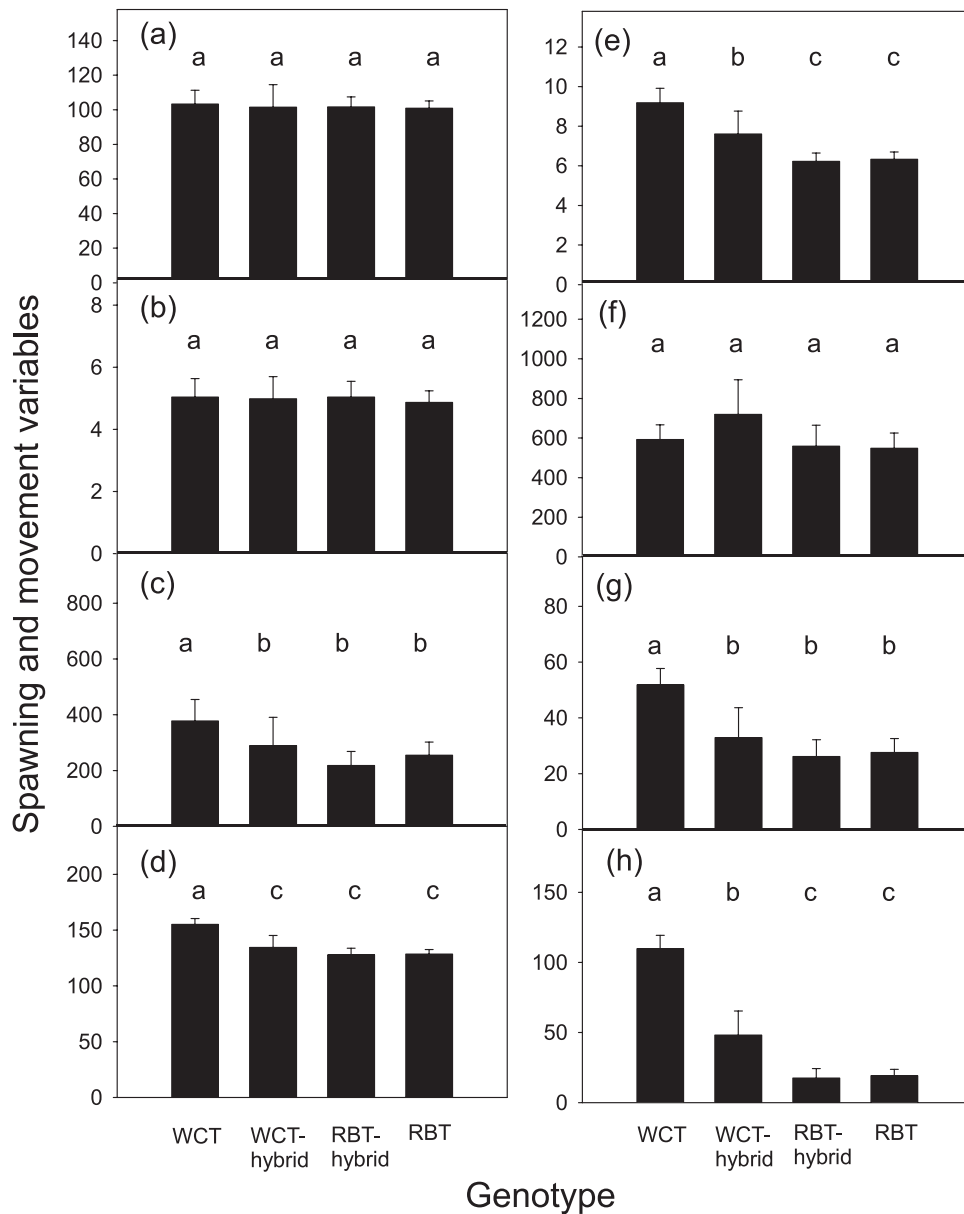 Spawning and movement variables
(a)
a a a a
140
120
100
80
60
40
20
0
(b)
a a a a
8
6
4
2
0
(c)
a b b b
800
600
400
200
0
(d)
a c c c
200
150
100
50
0
WCT WCT-hybrid RBT-hybrid RBT
(e)
a b c c
12
10
8
6
4
2
0
(f)
a a a a
1200
1000
800
600
400
200
0
(g)
a b b b
80
60
40
20
0
(h)
a b c c
150
100
50
0
WCT WCT-hybrid RBT-hybrid RBT
Genotype